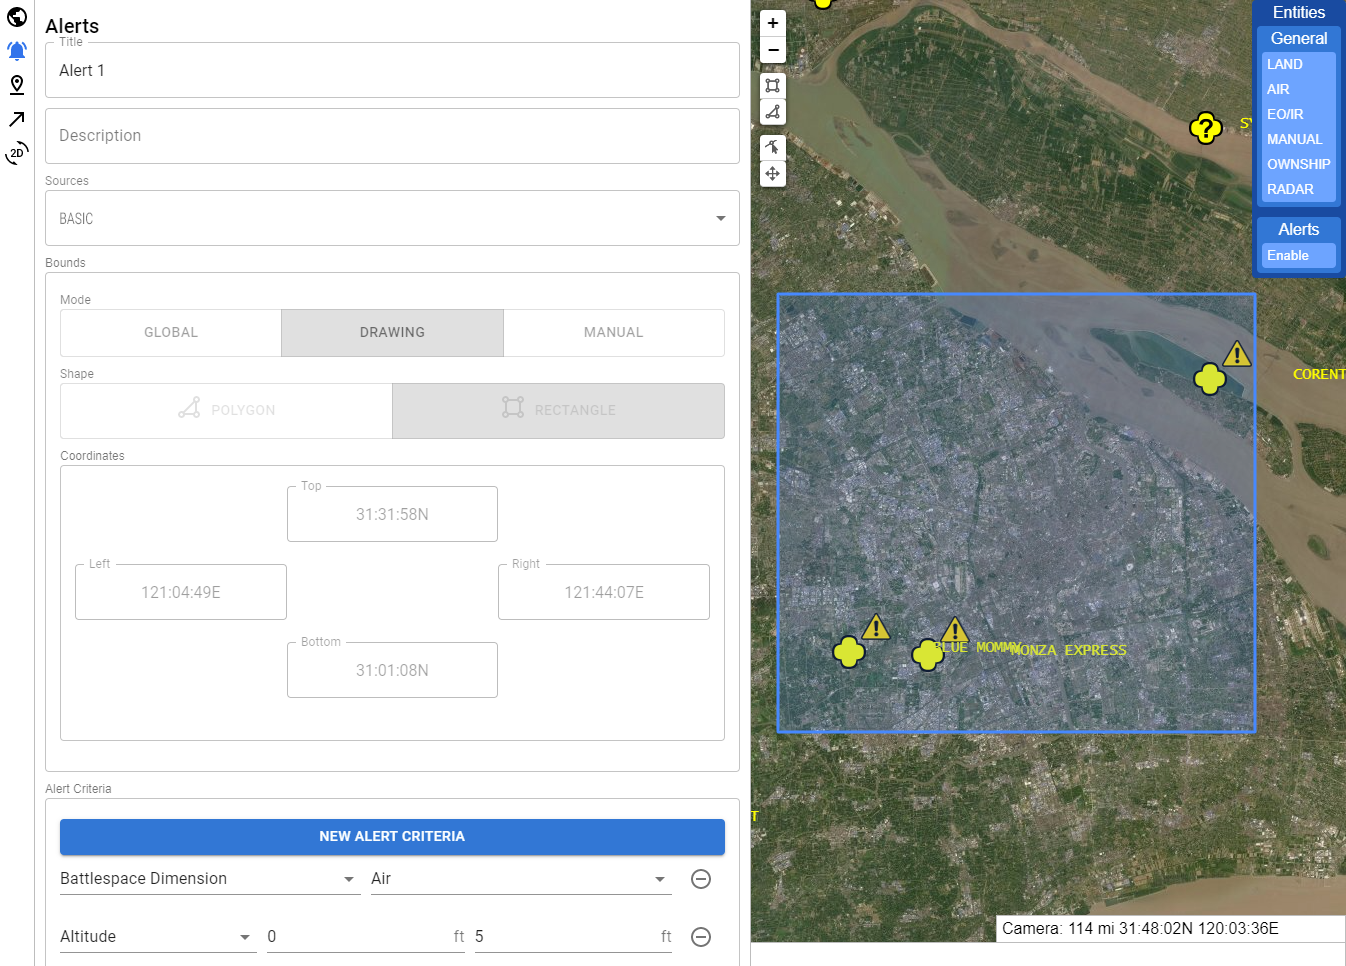 Alerts
Title
Alert 1
Description
Sources
BASIC
Bounds
Mode
GLOBAL
DRAWING
MANUAL
Shape
POLYGON
RECTANGLE
Coordinates
Top
31:31:58N
Left
121:04:49E
Right
121:44:07E
Bottom
31:01:08N
Alert Criteria
NEW ALERT CRITERIA
Battlespace Dimension
Air
Altitude
0
ft
5
ft
2D
+
−
?
Entities
General
LAND
AIR
EO/IR
MANUAL
OWNSHIP
RADAR
Alerts
Enable
CORENT
BLUE MOMMY
MONZA EXPRESS
T
Camera: 114 mi 31:48:02N 120:03:36E